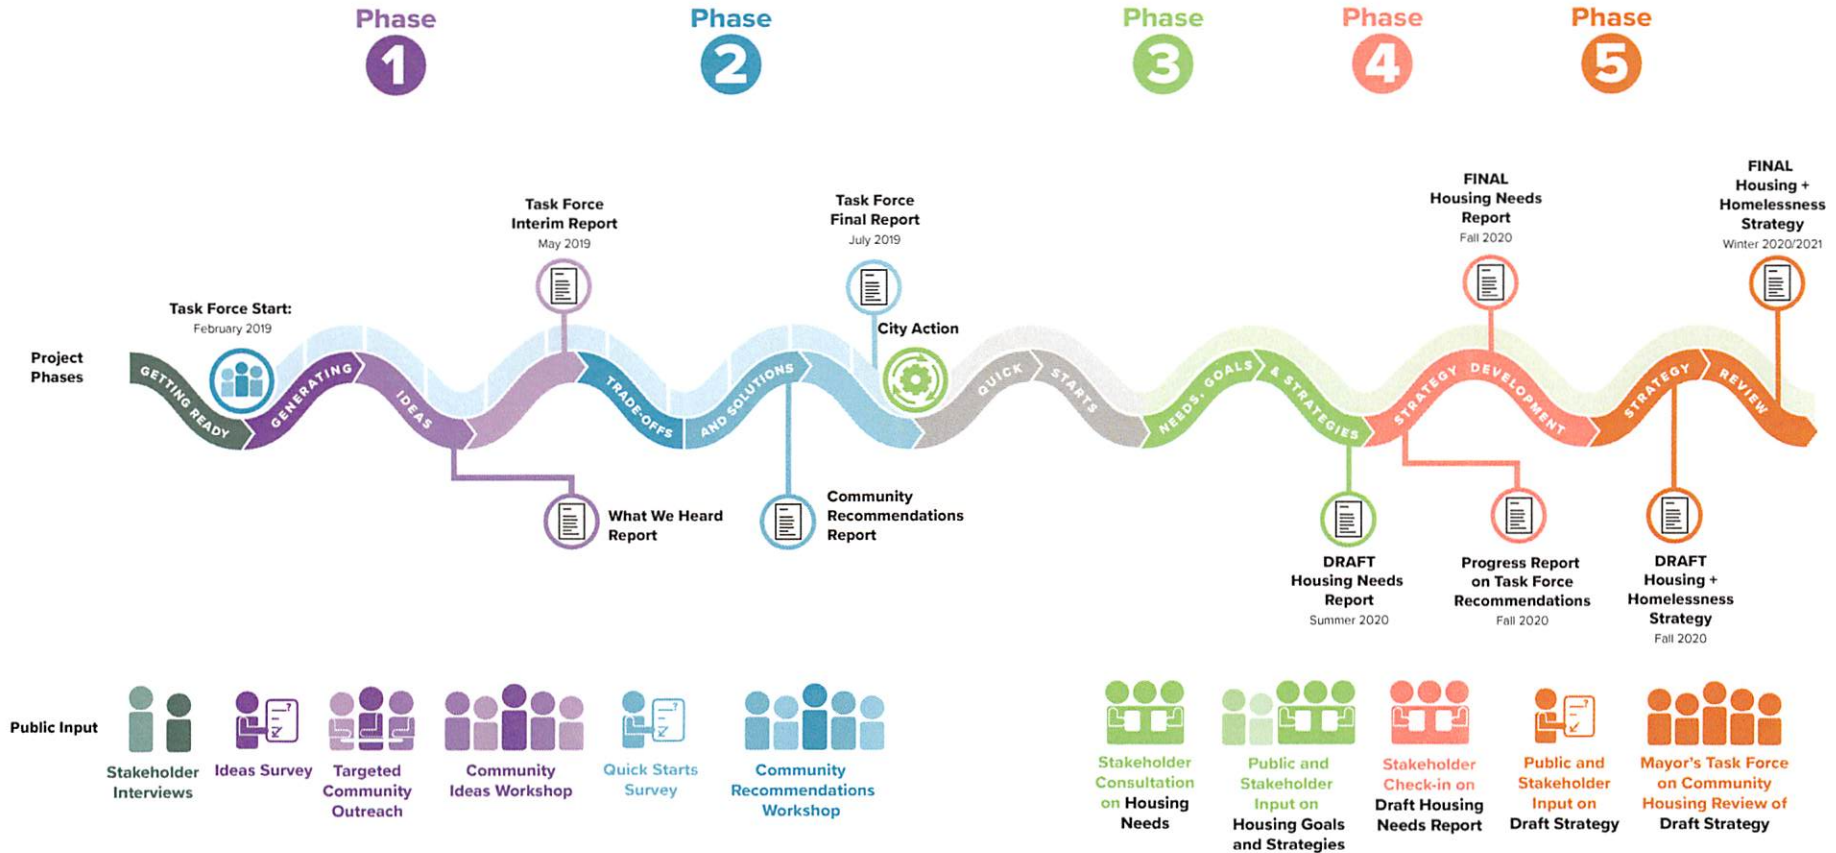 Phase
1
Phase
2
Phase
3
Phase
4
Phase
5
Task Force Start:
February 2019
Task Force
Interim Report
May 2019
Task Force
Final Report
July 2019
City Action
FINAL
Housing Needs
Report
Fall 2020
FINAL
Housing +
Homelessness
Strategy
Winter 2020/2021
Project
Phases
GETTING READY
GENERATING
IDEAS
TRADE-OFFS
AND SOLUTIONS
QUICK
STARTS
NEEDS, GOALS
& STRATEGIES
STRATEGY DEVELOPMENT
STRATEGY
REVIEW
What We Heard
Report
Community
Recommendations
Report
DRAFT
Housing Needs
Report
Summer 2020
Progress Report
on Task Force
Recommendations
Fall 2020
DRAFT
Housing +
Homelessness
Strategy
Fall 2020
Public Input
Stakeholder
Interviews
Ideas Survey
Targeted
Community
Outreach
Community
Ideas Workshop
Quick Starts
Survey
Community
Recommendations
Workshop
Stakeholder
Consultation
on Housing
Needs
Public and
Stakeholder
Input on
Housing Goals
and Strategies
Stakeholder
Check-in on
Draft Housing
Needs Report
Public and
Stakeholder
Input on
Draft Strategy
Mayor's Task Force
on Community
Housing Review of
Draft Strategy